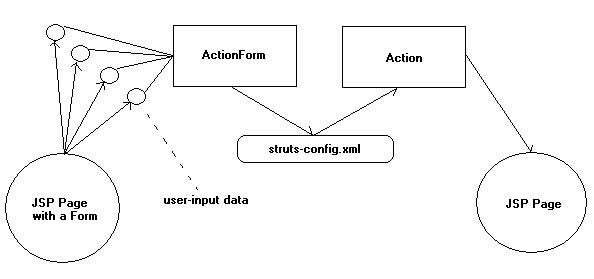 ActionForm
Action
struts-config.xml
user-input data
JSP Page
with a Form
JSP Page